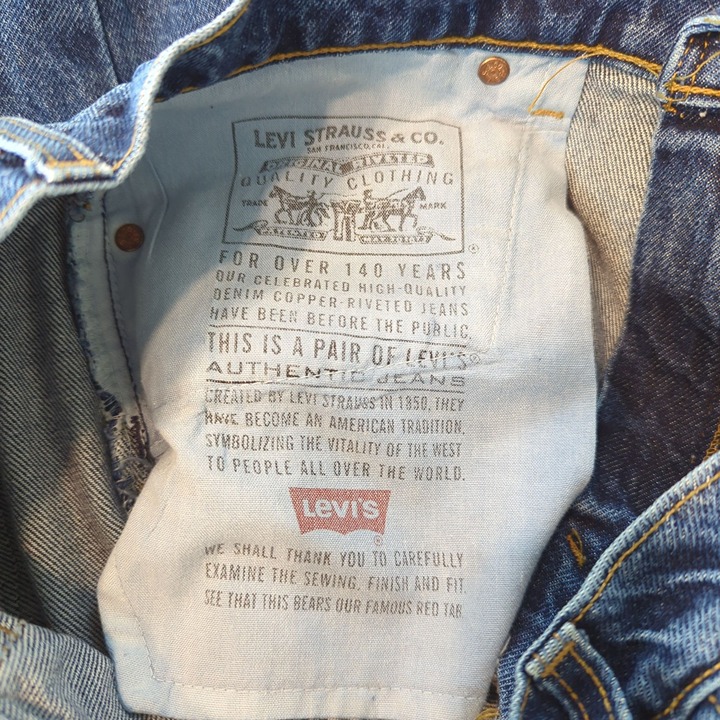 LEVI STRAUSS & CO.
SAN FRANCISCO, CAL.
ORIGINAL RIVETED
QUALITY CLOTHING
TRADE MARK
PATENTED MAY 20 1873
®
FOR OVER 140 YEARS
OUR CELEBRATED HIGH-QUALITY
DENIM COPPER-RIVETED JEANS
HAVE BEEN BEFORE THE PUBLIC.
THIS IS A PAIR OF LEVI'S®
AUTHENTIC JEANS
CREATED BY LEVI STRAUSS IN 1850, THEY
HAVE BECOME AN AMERICAN TRADITION,
SYMBOLIZING THE VITALITY OF THE WEST
TO PEOPLE ALL OVER THE WORLD.
LEVI'S
®
WE SHALL THANK YOU TO CAREFULLY
EXAMINE THE SEWING, FINISH AND FIT.
SEE THAT THIS BEARS OUR FAMOUS RED TAB.